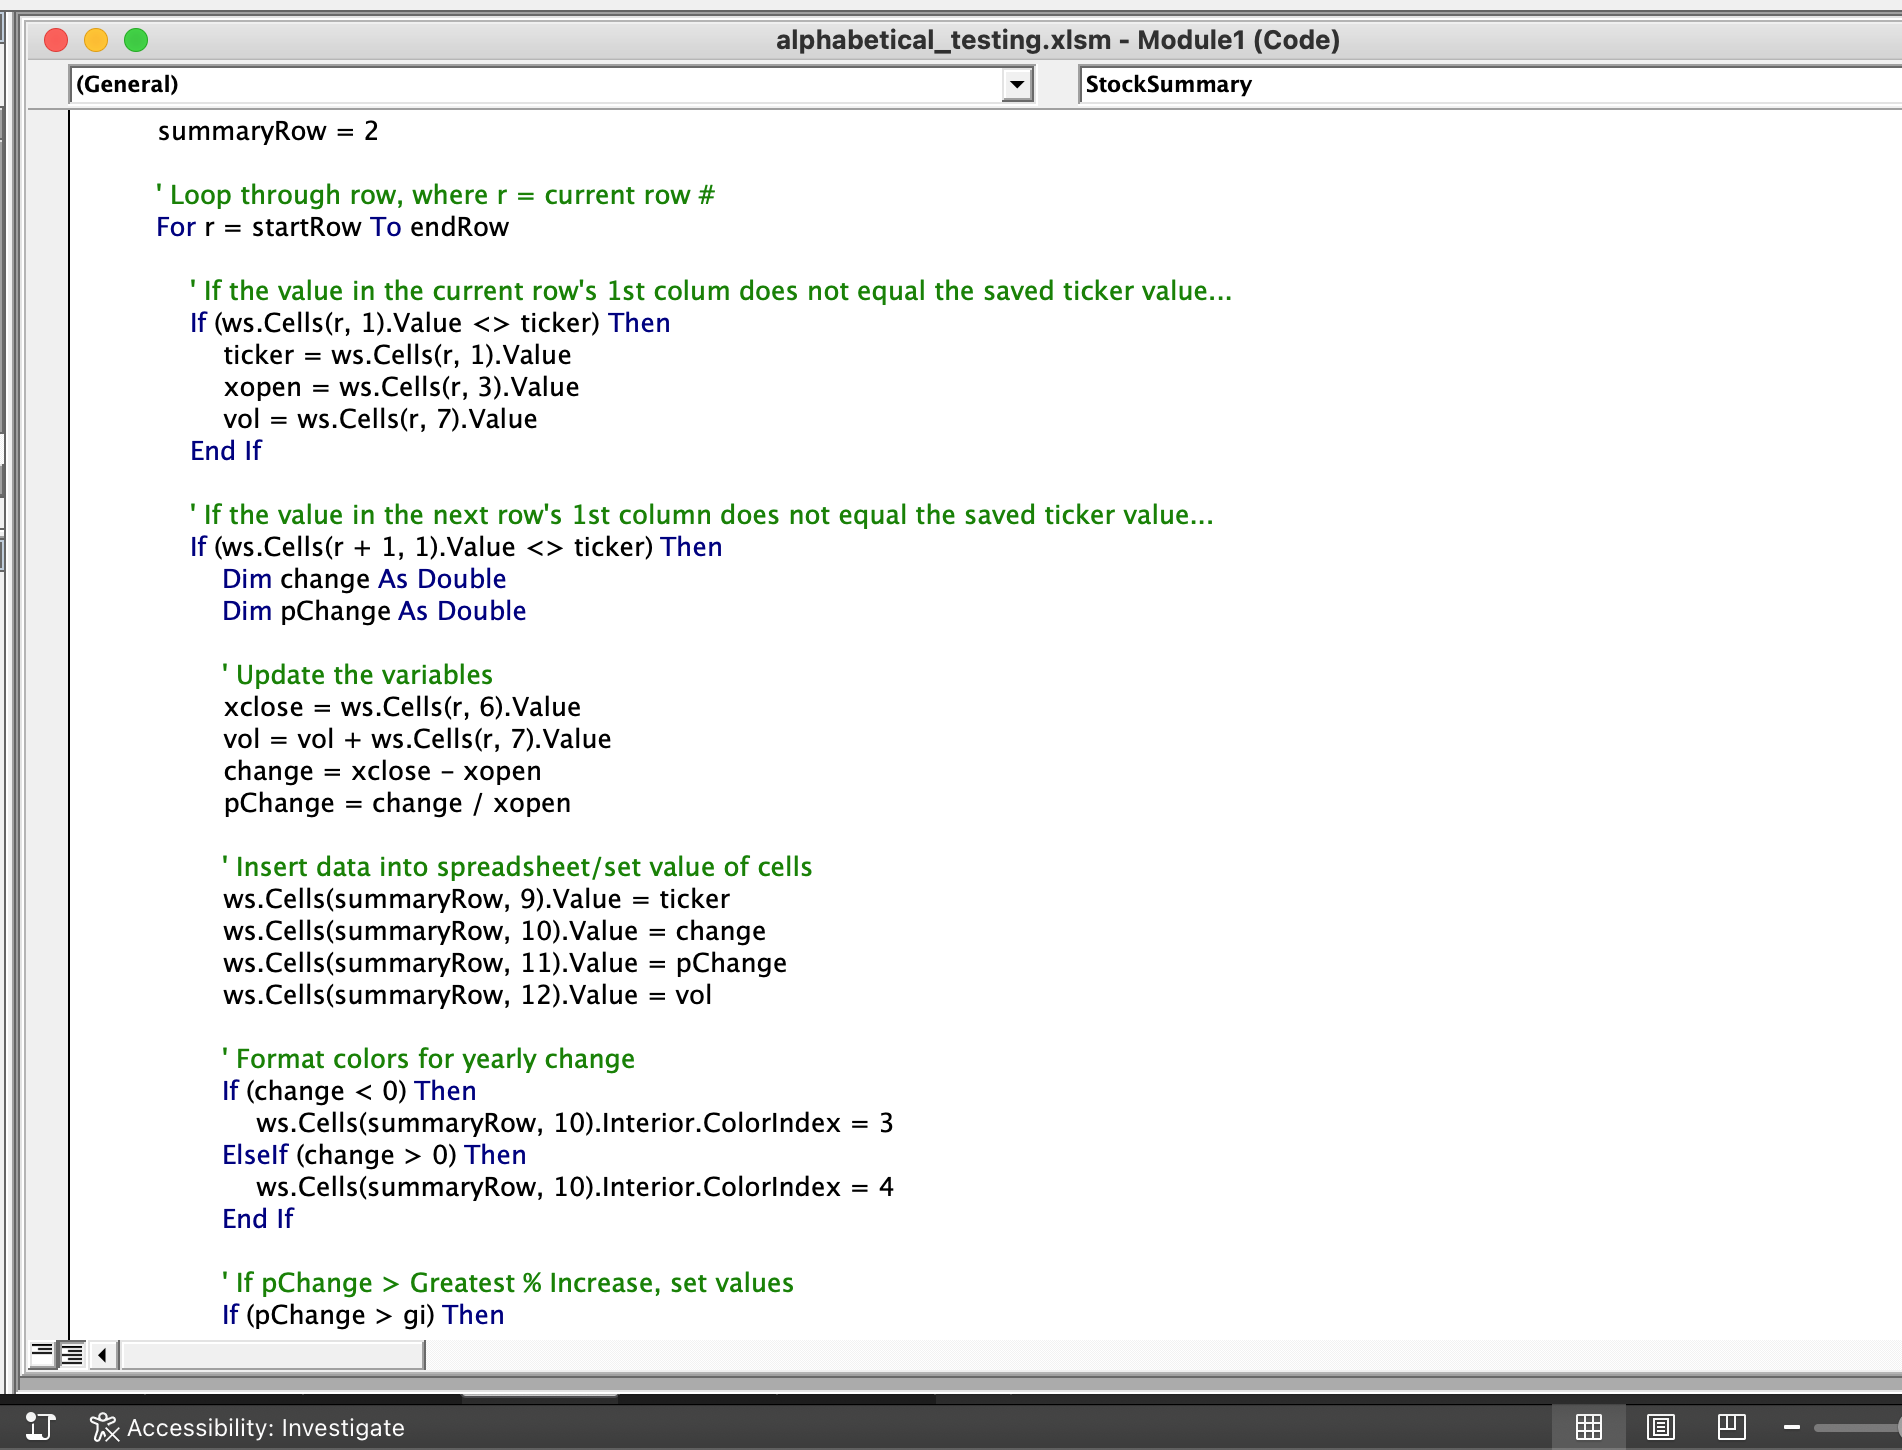 alphabetical_testing.xlsm - Module1 (Code)
(General)
StockSummary
summaryRow = 2
' Loop through row, where r = current row #
For r = startRow To endRow
' If the value in the current row's 1st colum does not equal the saved ticker value...
If (ws.Cells(r, 1).Value <> ticker) Then
ticker = ws.Cells(r, 1).Value
xopen = ws.Cells(r, 3).Value
vol = ws.Cells(r, 7).Value
End If
' If the value in the next row's 1st column does not equal the saved ticker value...
If (ws.Cells(r + 1, 1).Value <> ticker) Then
Dim change As Double
Dim pChange As Double
' Update the variables
xclose = ws.Cells(r, 6).Value
vol = vol + ws.Cells(r, 7).Value
change = xclose - xopen
pChange = change / xopen
' Insert data into spreadsheet/set value of cells
ws.Cells(summaryRow, 9).Value = ticker
ws.Cells(summaryRow, 10).Value = change
ws.Cells(summaryRow, 11).Value = pChange
ws.Cells(summaryRow, 12).Value = vol
' Format colors for yearly change
If (change < 0) Then
ws.Cells(summaryRow, 10).Interior.ColorIndex = 3
ElseIf (change > 0) Then
ws.Cells(summaryRow, 10).Interior.ColorIndex = 4
End If
' If pChange > Greatest % Increase, set values
If (pChange > gi) Then
Accessibility: Investigate